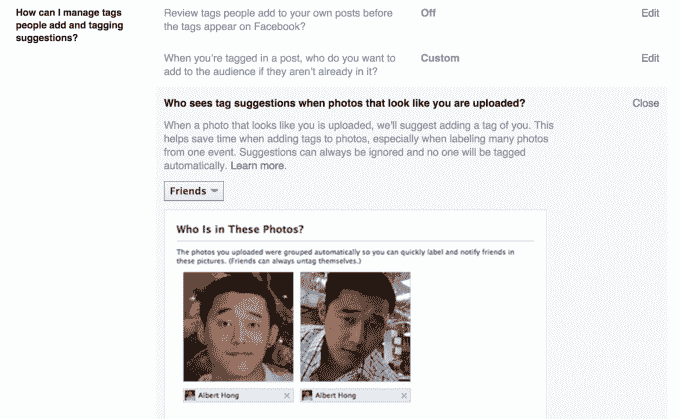 How can I manage tags
people add and tagging
suggestions?
Review tags people add to your own posts before
the tags appear on Facebook?
Off
Edit
When you're tagged in a post, who do you want to
add to the audience if they aren't already in it?
Custom
Edit
Who sees tag suggestions when photos that look like you are uploaded?
Close
When a photo that looks like you is uploaded, we'll suggest adding a tag of you. This
helps save time when adding tags to photos, especially when labeling many photos
from one event. Suggestions can always be ignored and no one will be tagged
automatically. Learn more.
Friends
Who Is in These Photos?
The photos you uploaded were grouped automatically so you can quickly label and notify friends in
these pictures. (Friends can always untag themselves.)
Albert Hong
Albert Hong